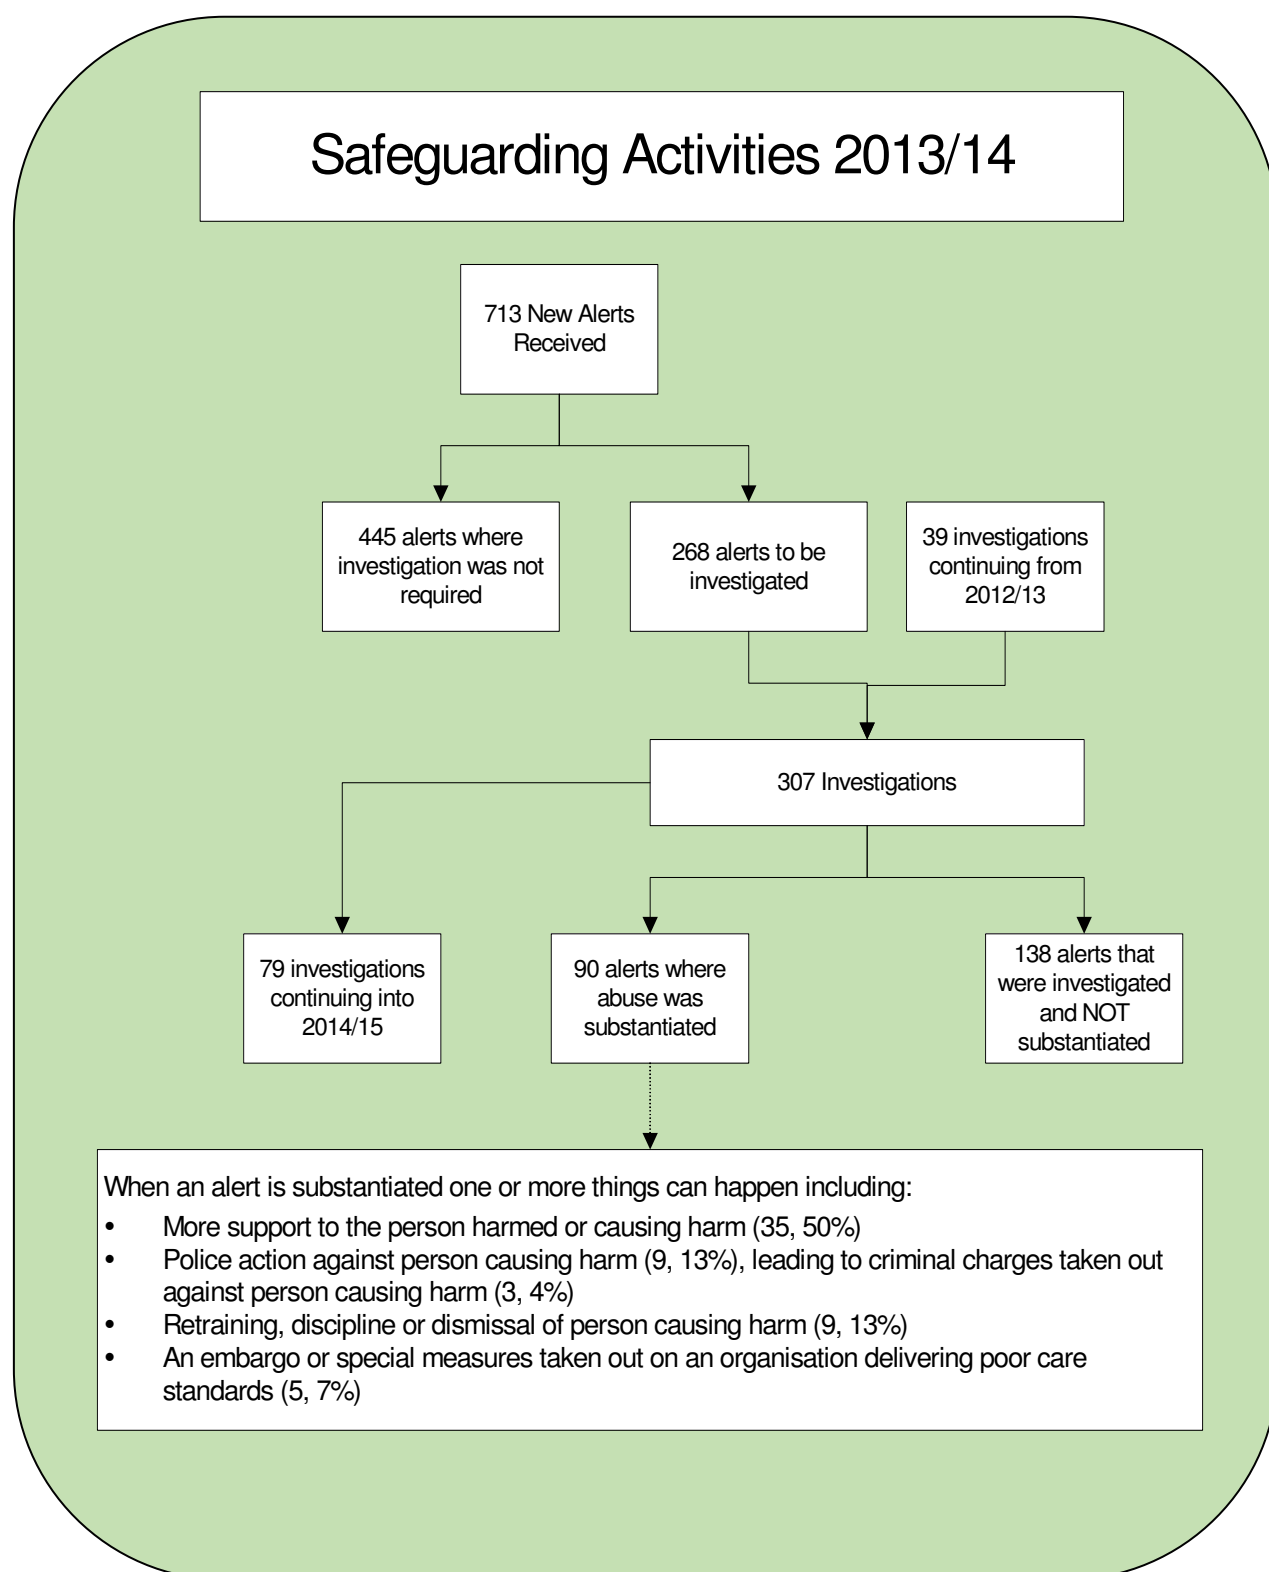 Safeguarding Activities 2013/14
713 New Alerts
Received
445 alerts where
investigation was not
required
268 alerts to be
investigated
39 investigations
continuing from
2012/13
307 Investigations
79 investigations
continuing into
2014/15
90 alerts where
abuse was
substantiated
138 alerts that
were investigated
and NOT
substantiated
When an alert is substantiated one or more things can happen including:
• More support to the person harmed or causing harm (35, 50%)
• Police action against person causing harm (9, 13%), leading to criminal charges taken out
against person causing harm (3, 4%)
• Retraining, discipline or dismissal of person causing harm (9, 13%)
• An embargo or special measures taken out on an organisation delivering poor care
standards (5, 7%)